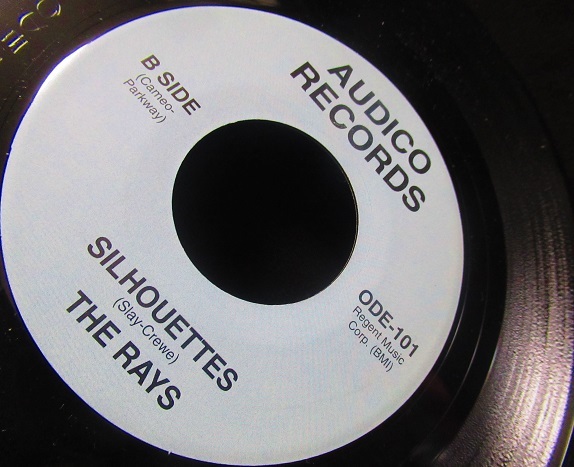 AUDICO
RECORDS
B SIDE
(Cameo-
Parkway)
ODE-101
Regent Music
Corp. (BMI)
SILHOUETTES
(Slay-Crewe)
THE RAYS